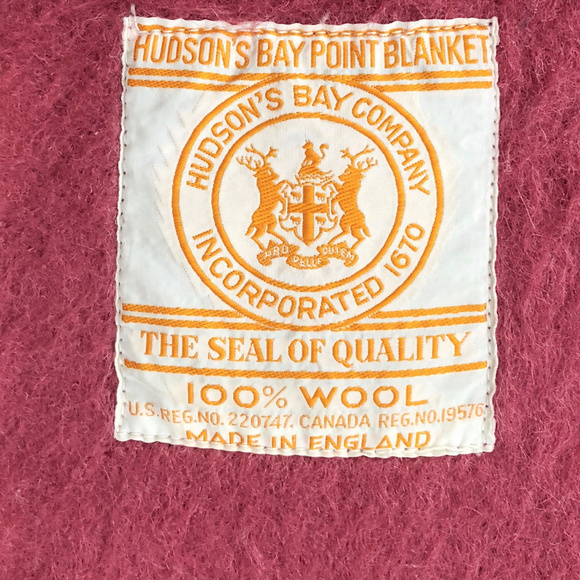 HUDSON'S BAY POINT BLANKET
HUDSON'S BAY COMPANY
INCORPORATED 1670
PRO PELLE CUTEM
THE SEAL OF QUALITY
100% WOOL
U.S.REG.NO. 220747. CANADA REG.NO.19576
MADE IN ENGLAND